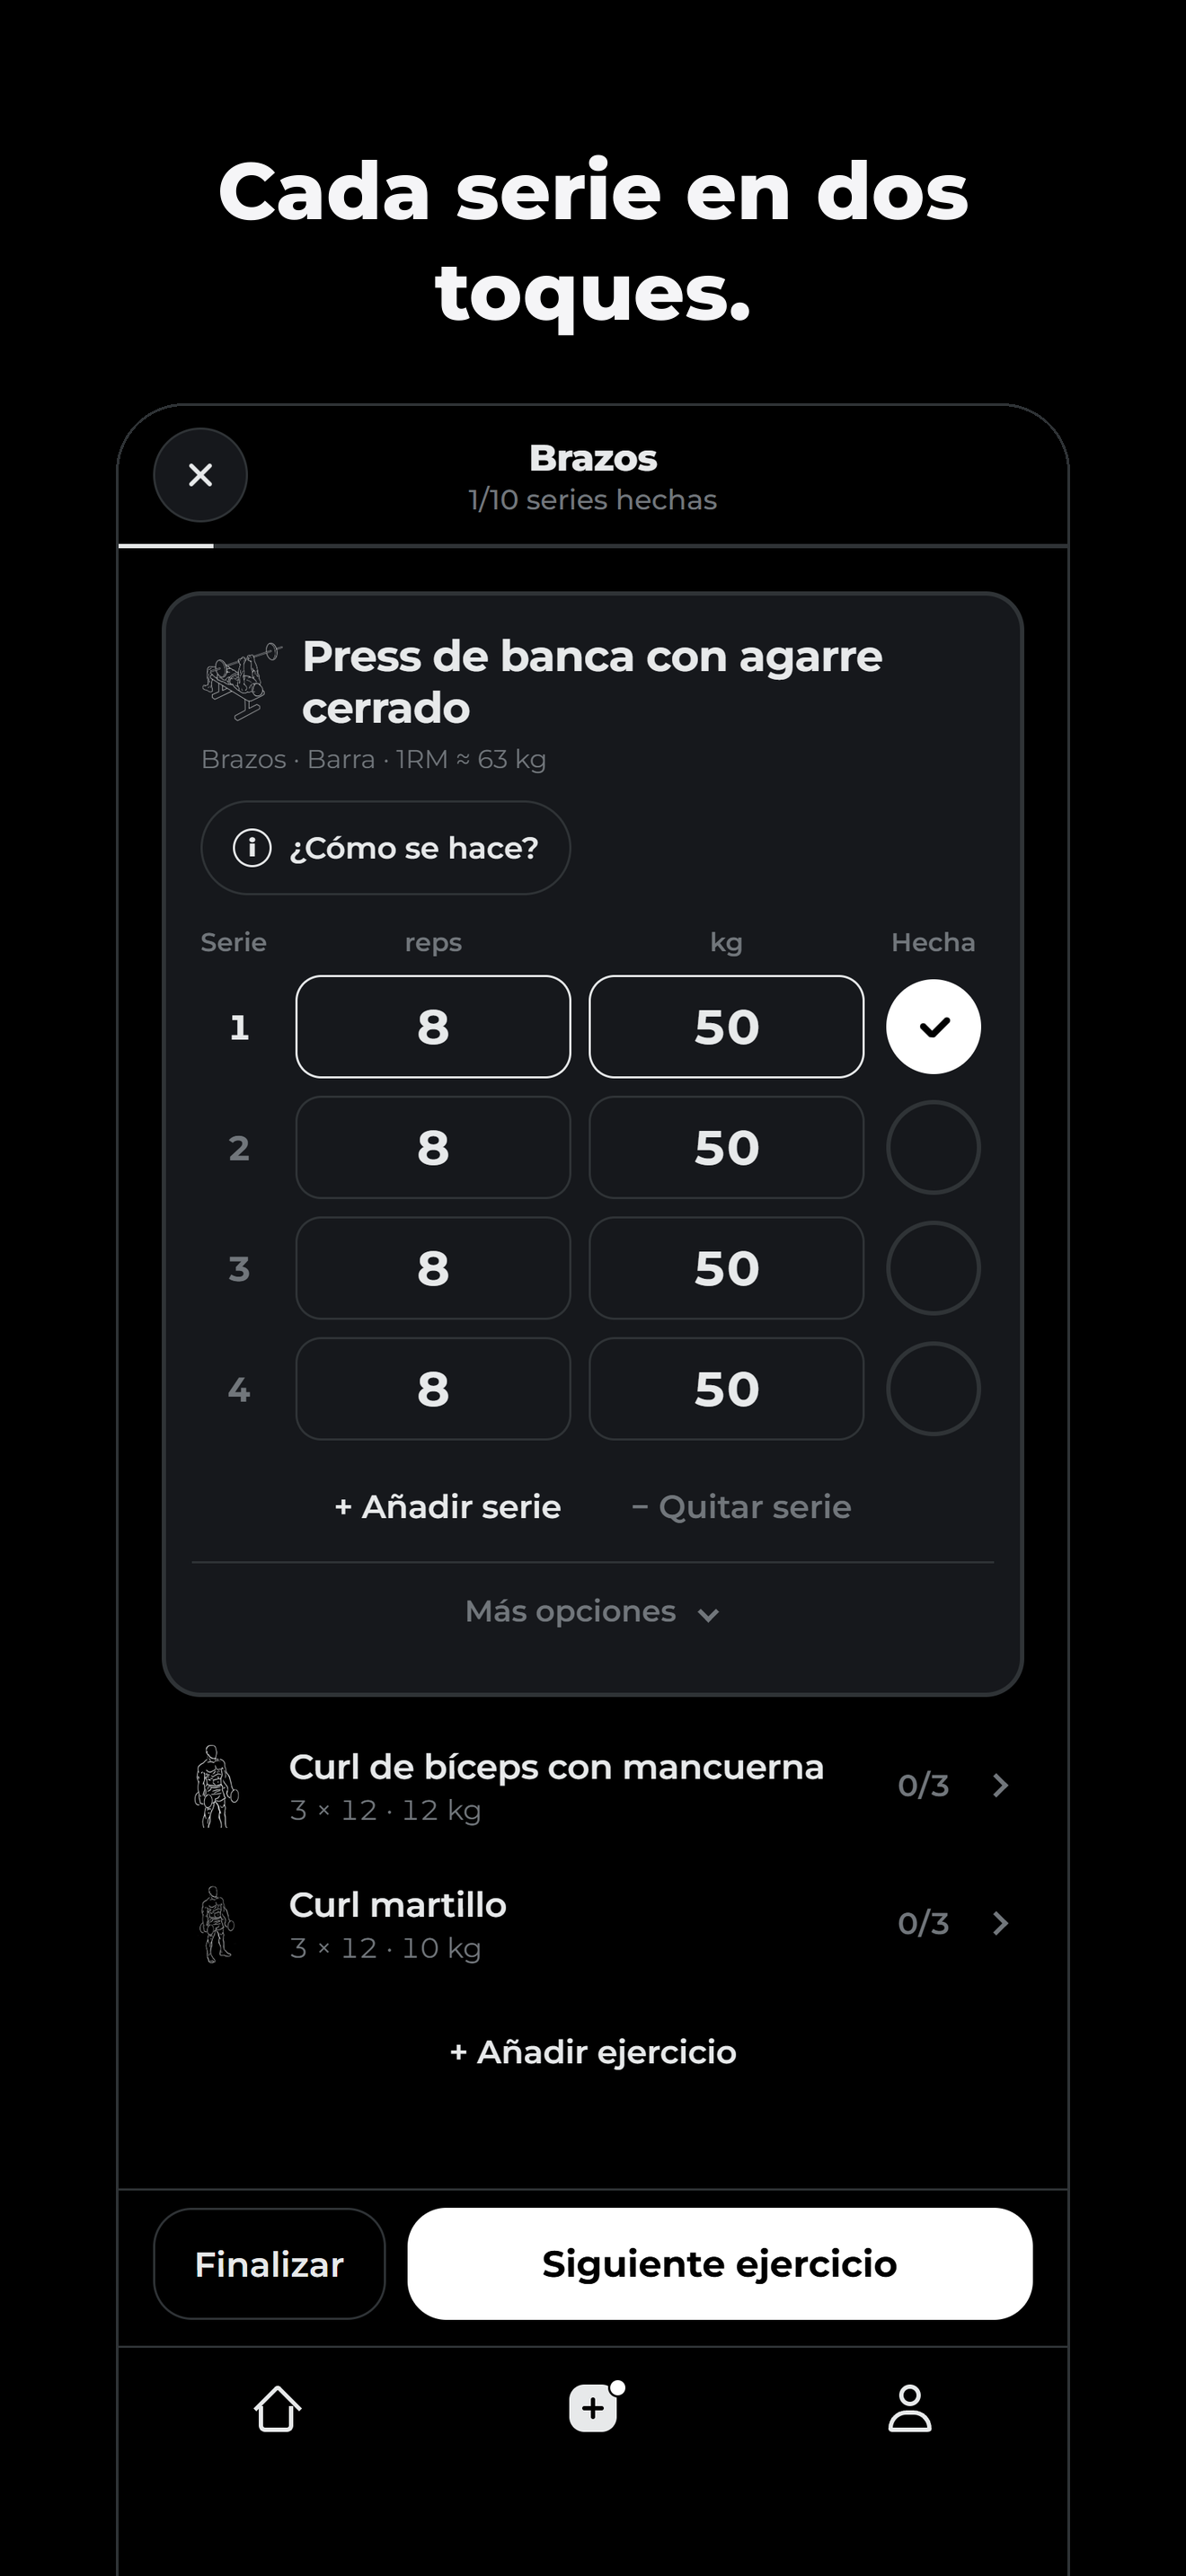 Cada serie en dos
toques.
Brazos
1/10 series hechas
Press de banca con agarre
cerrado
Brazos · Barra · 1RM ≈ 63 kg
¿Cómo se hace?
Serie reps kg Hecha
1 8 50
2 8 50
3 8 50
4 8 50
+ Añadir serie − Quitar serie
Más opciones
Curl de bíceps con mancuerna
3 × 12 · 12 kg
0/3
Curl martillo
3 × 12 · 10 kg
0/3
+ Añadir ejercicio
Finalizar Siguiente ejercicio